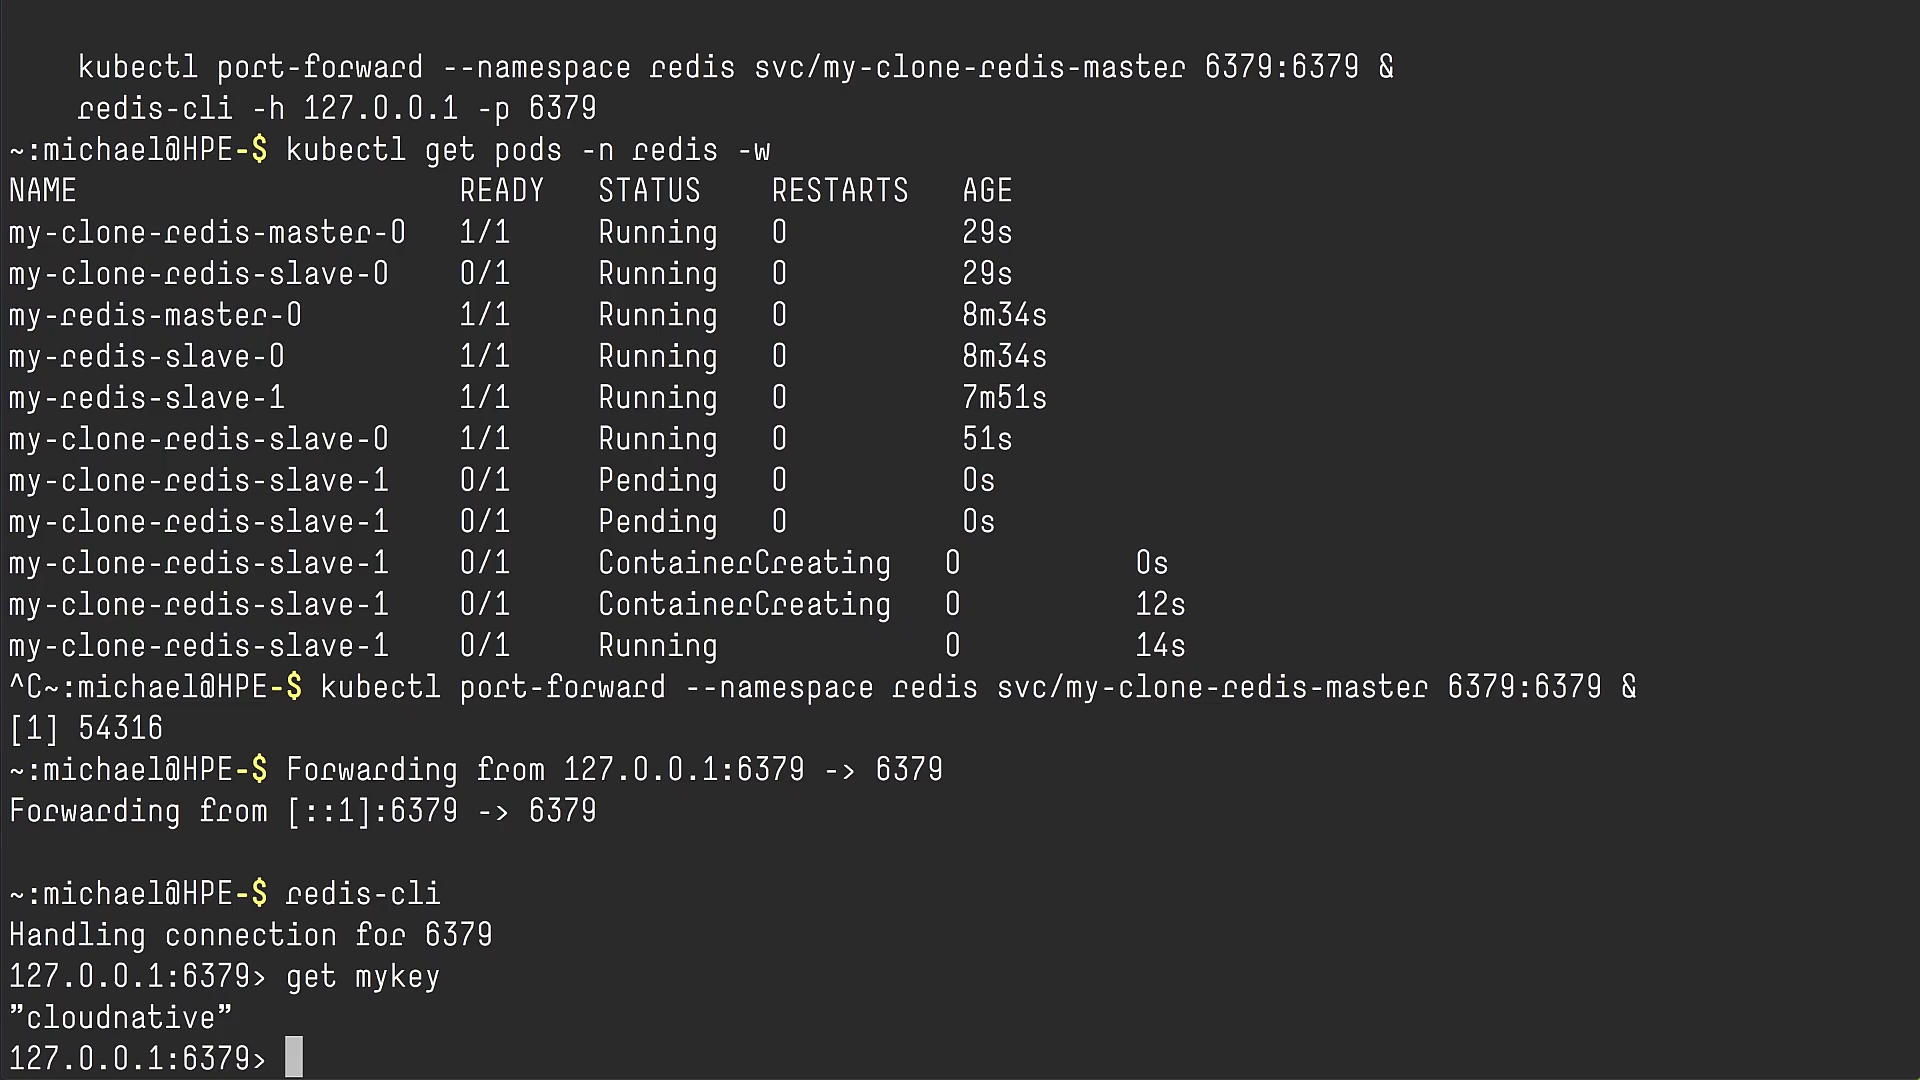 kubectl port-forward --namespace redis svc/my-clone-redis-master 6379:6379 &
redis-cli -h 127.0.0.1 -p 6379
~:michael@HPE-$ kubectl get pods -n redis -w
NAME READY STATUS RESTARTS AGE
my-clone-redis-master-0 1/1 Running 0 29s
my-clone-redis-slave-0 0/1 Running 0 29s
my-redis-master-0 1/1 Running 0 8m34s
my-redis-slave-0 1/1 Running 0 8m34s
my-redis-slave-1 1/1 Running 0 7m51s
my-clone-redis-slave-0 1/1 Running 0 51s
my-clone-redis-slave-1 0/1 Pending 0 0s
my-clone-redis-slave-1 0/1 Pending 0 0s
my-clone-redis-slave-1 0/1 ContainerCreating 0 0s
my-clone-redis-slave-1 0/1 ContainerCreating 0 12s
my-clone-redis-slave-1 0/1 Running 0 14s
^C~:michael@HPE-$ kubectl port-forward --namespace redis svc/my-clone-redis-master 6379:6379 &
[1] 54316
~:michael@HPE-$ Forwarding from 127.0.0.1:6379 -> 6379
Forwarding from [::1]:6379 -> 6379
~:michael@HPE-$ redis-cli
Handling connection for 6379
127.0.0.1:6379> get mykey
"cloudnative"
127.0.0.1:6379>